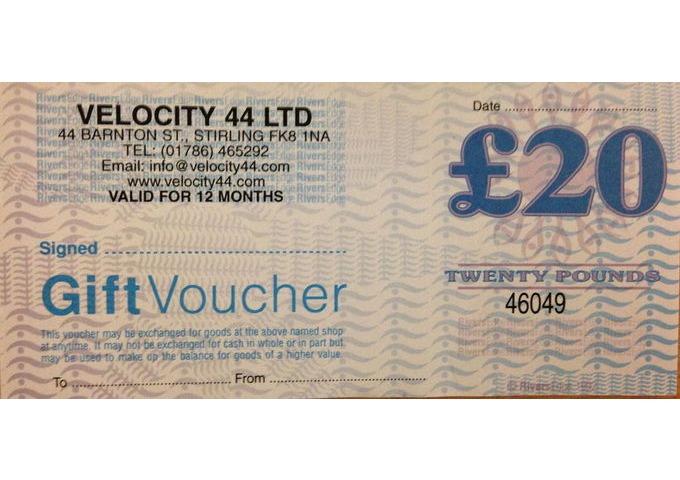 VELOCITY 44 LTD
44 BARNTON ST., STIRLING FK8 1NA
TEL: (01786) 465292
Email: info@velocity44.com
www.velocity44.com
VALID FOR 12 MONTHS
Date
£20
Signed
Gift Voucher
TWENTY POUNDS
46049
This voucher may be exchanged for goods at the above named shop
at anytime. It may not be exchanged for cash in whole or in part but
may be used to make up the balance for goods of a higher value.
To From
© RiversEdge